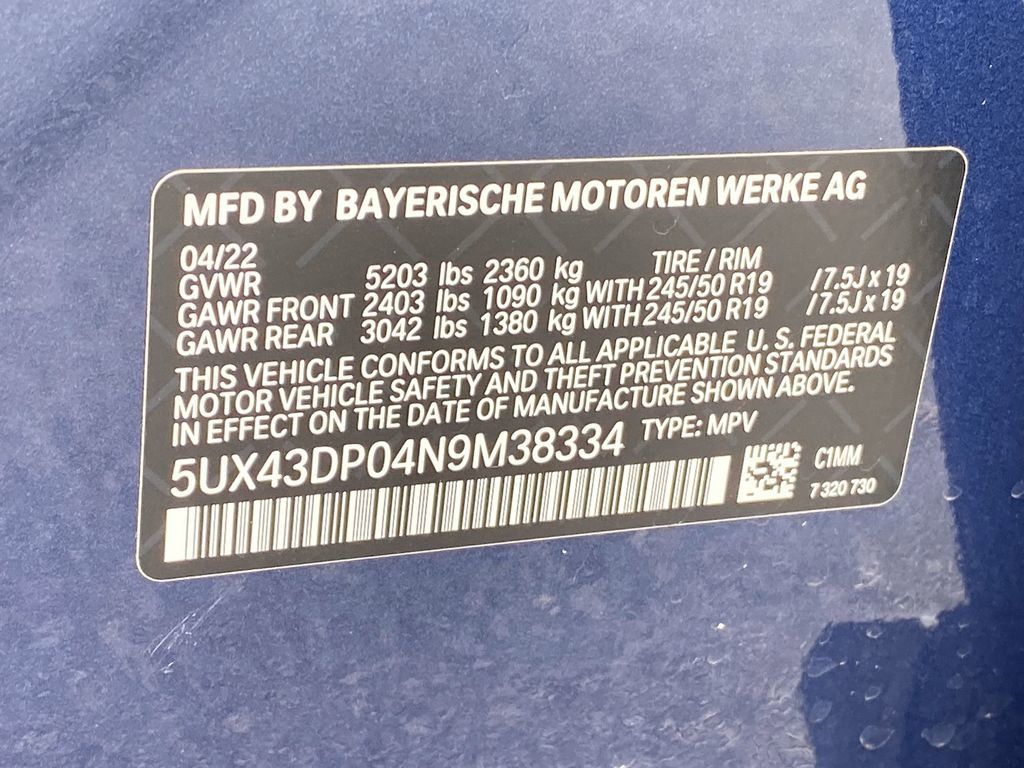 MFD BY BAYERISCHE MOTOREN WERKE AG
04/22 TIRE / RIM
GVWR 5203 lbs 2360 kg
GAWR FRONT 2403 lbs 1090 kg WITH 245/50 R19 /7.5J x 19
GAWR REAR 3042 lbs 1380 kg WITH 245/50 R19 /7.5J x 19
THIS VEHICLE CONFORMS TO ALL APPLICABLE U. S. FEDERAL
MOTOR VEHICLE SAFETY AND THEFT PREVENTION STANDARDS
IN EFFECT ON THE DATE OF MANUFACTURE SHOWN ABOVE.
5UX43DP04N9M38334 TYPE: MPV
C1MM
7 320 730